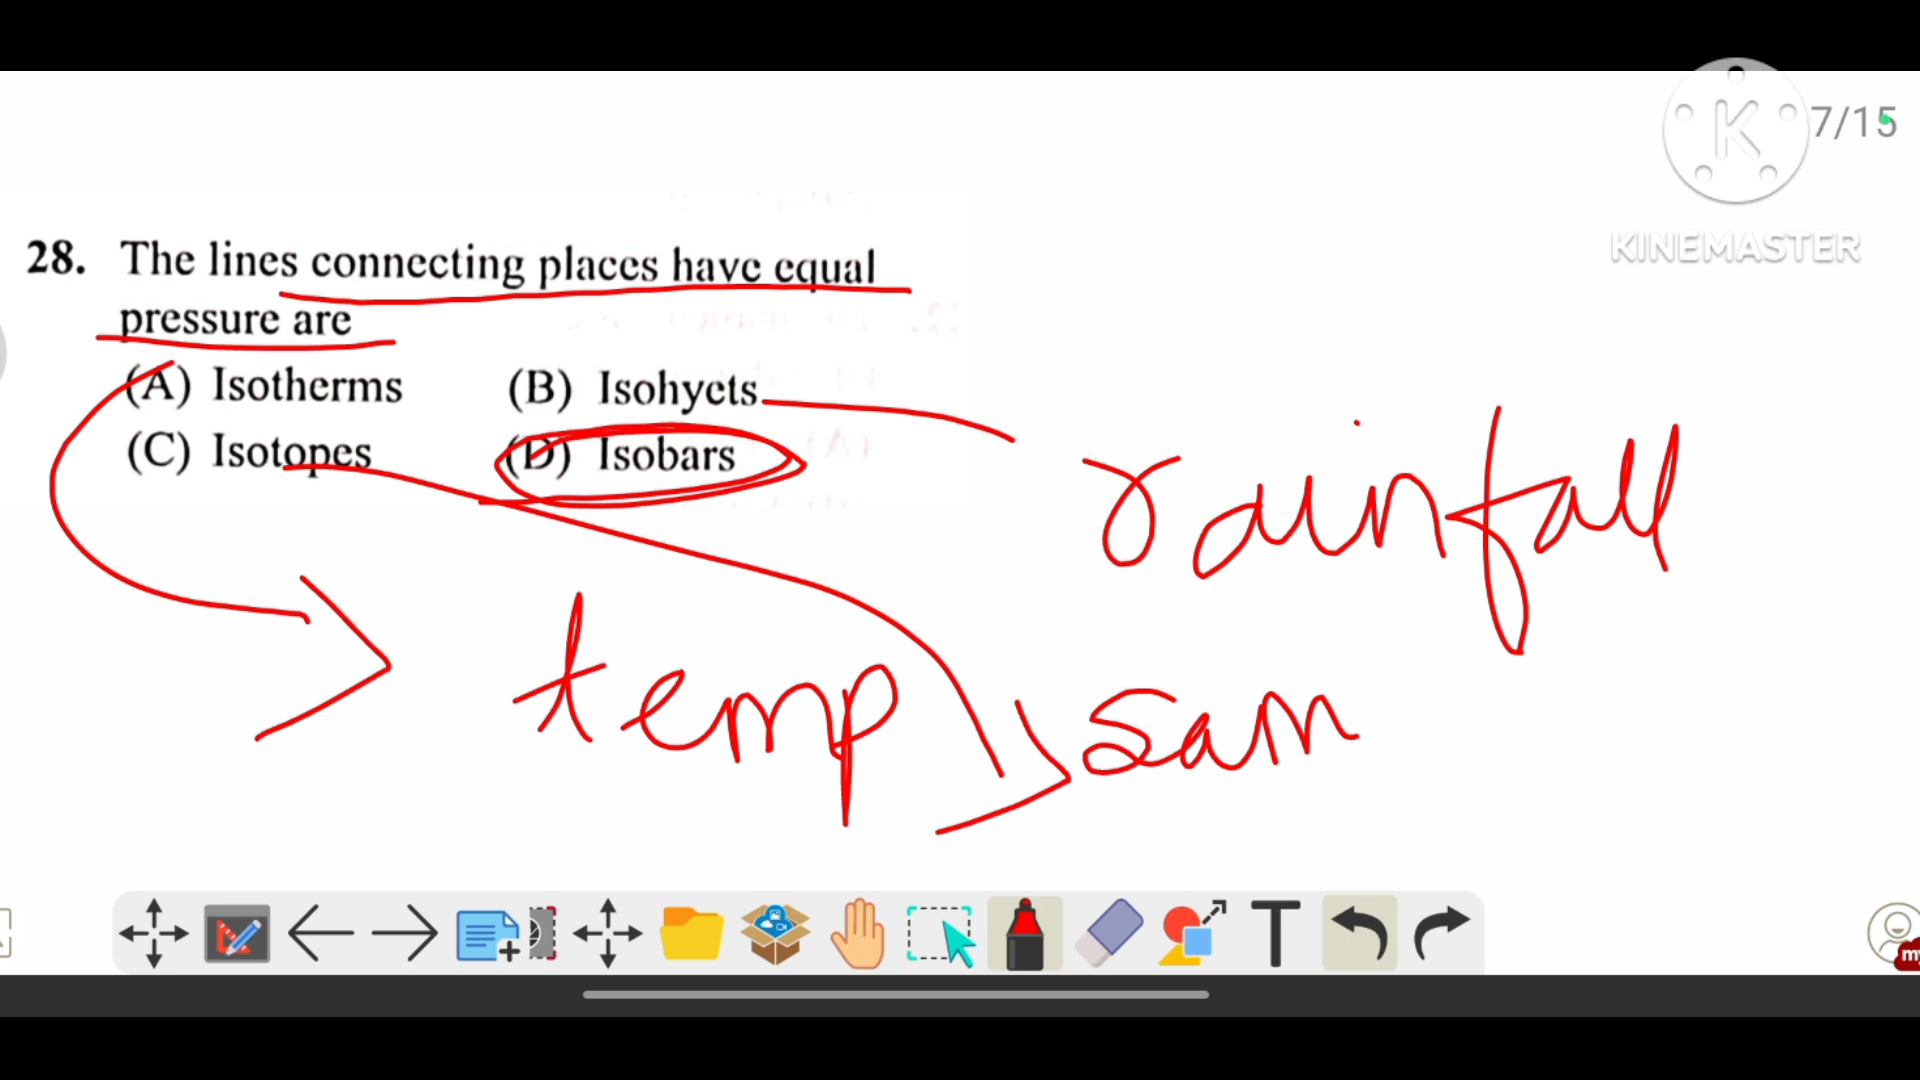 7/15
KINEMASTER
28. The lines connecting places have equal
pressure are
(A) Isotherms (B) Isohyets
(C) Isotopes (D) Isobars
rainfall
temp
sam